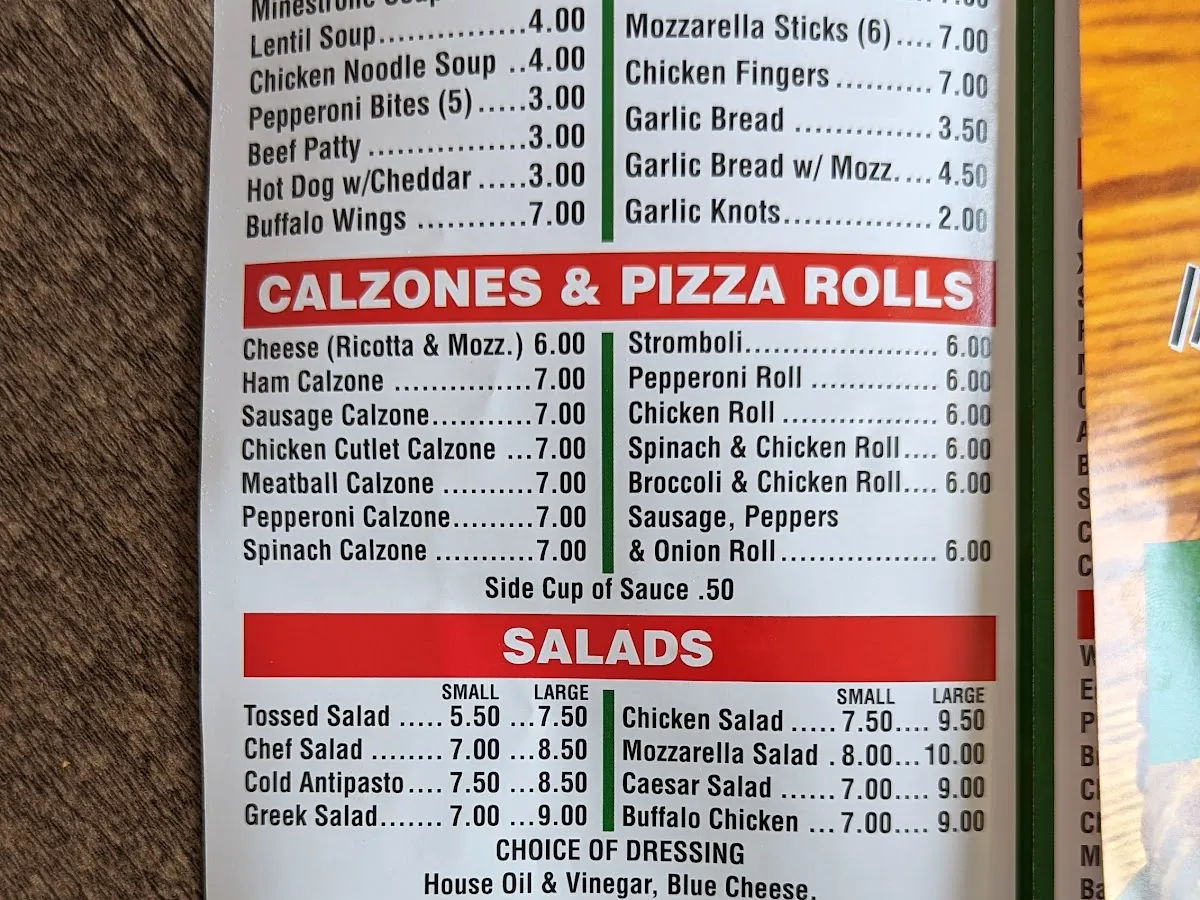 Minestrone Soup
Lentil Soup...............4.00
Chicken Noodle Soup ..4.00
Pepperoni Bites (5).....3.00
Beef Patty ................3.00
Hot Dog w/Cheddar .....3.00
Buffalo Wings ...........7.00
Mozzarella Sticks (6).... 7.00
Chicken Fingers .......... 7.00
Garlic Bread .............. 3.50
Garlic Bread w/ Mozz.... 4.50
Garlic Knots............... 2.00
CALZONES & PIZZA ROLLS
Cheese (Ricotta & Mozz.) 6.00
Ham Calzone ..............7.00
Sausage Calzone..........7.00
Chicken Cutlet Calzone ...7.00
Meatball Calzone .........7.00
Pepperoni Calzone.........7.00
Spinach Calzone ..........7.00
Stromboli..................... 6.00
Pepperoni Roll ............. 6.00
Chicken Roll ................ 6.00
Spinach & Chicken Roll.... 6.00
Broccoli & Chicken Roll.... 6.00
Sausage, Peppers
& Onion Roll................ 6.00
Side Cup of Sauce .50
SALADS
SMALL LARGE
Tossed Salad ..... 5.50 ...7.50
Chef Salad ........ 7.00 ...8.50
Cold Antipasto.... 7.50 ...8.50
Greek Salad....... 7.00 ...9.00
SMALL LARGE
Chicken Salad ..... 7.50.... 9.50
Mozzarella Salad . 8.00... 10.00
Caesar Salad ...... 7.00.... 9.00
Buffalo Chicken ... 7.00.... 9.00
CHOICE OF DRESSING
House Oil & Vinegar, Blue Cheese,